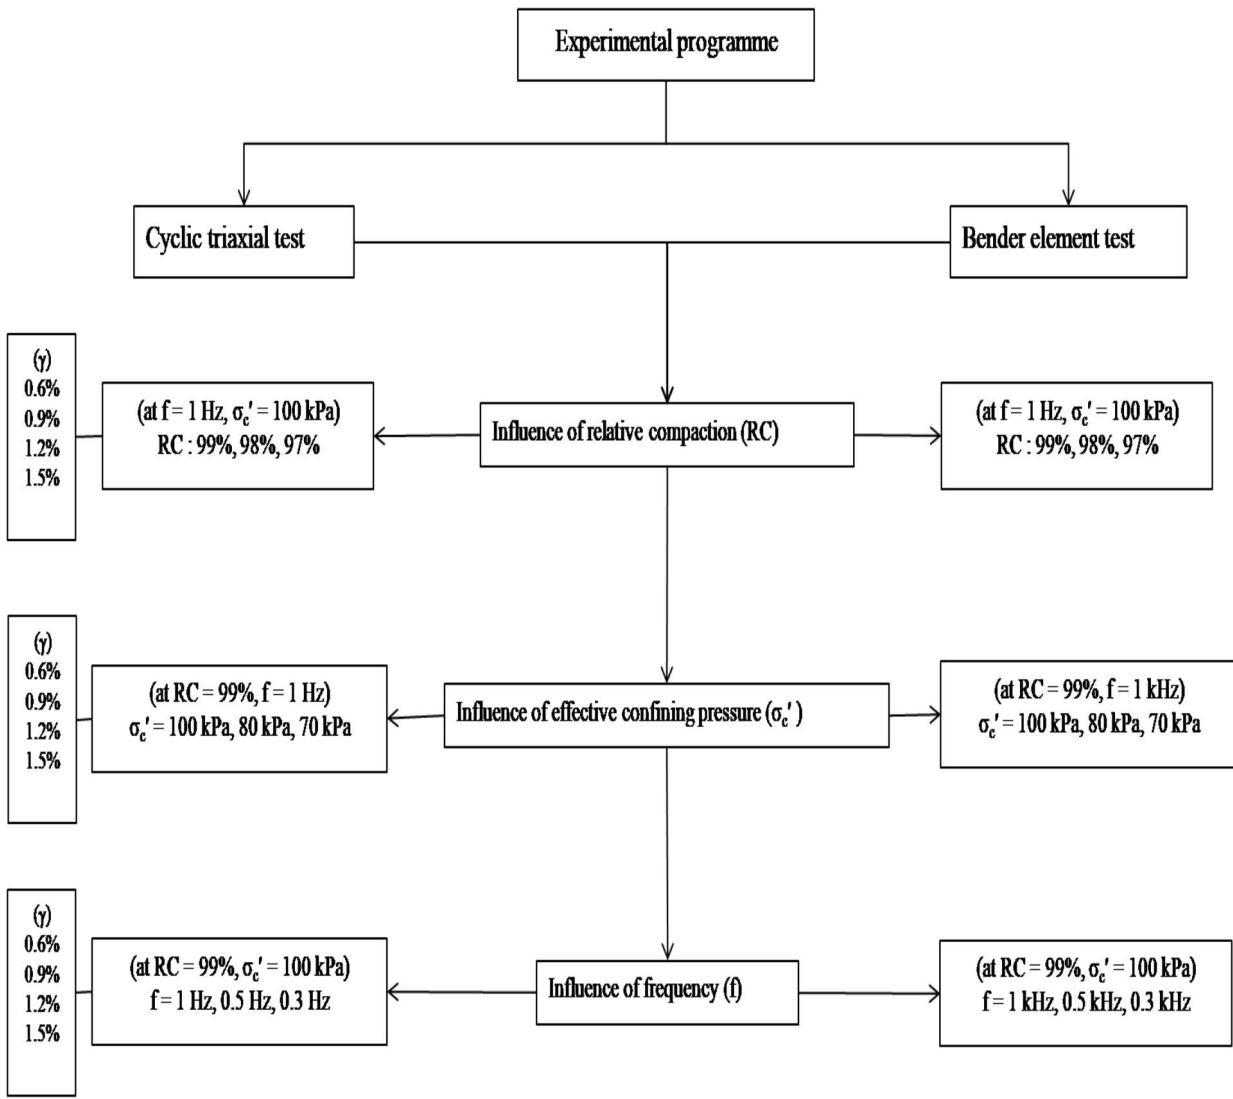 Experimental programme
Cyclic triaxial test
Bender element test
(γ)
0.6%
0.9%
1.2%
1.5%
(at f = 1 Hz, σc' = 100 kPa)
RC : 99%, 98%, 97%
Influence of relative compaction (RC)
(at f = 1 Hz, σc' = 100 kPa)
RC : 99%, 98%, 97%
(γ)
0.6%
0.9%
1.2%
1.5%
(at RC = 99%, f = 1 Hz)
σc' = 100 kPa, 80 kPa, 70 kPa
Influence of effective confining pressure (σc' )
(at RC = 99%, f = 1 kHz)
σc' = 100 kPa, 80 kPa, 70 kPa
(γ)
0.6%
0.9%
1.2%
1.5%
(at RC = 99%, σc' = 100 kPa)
f = 1 Hz, 0.5 Hz, 0.3 Hz
Influence of frequency (f)
(at RC = 99%, σc' = 100 kPa)
f = 1 kHz, 0.5 kHz, 0.3 kHz